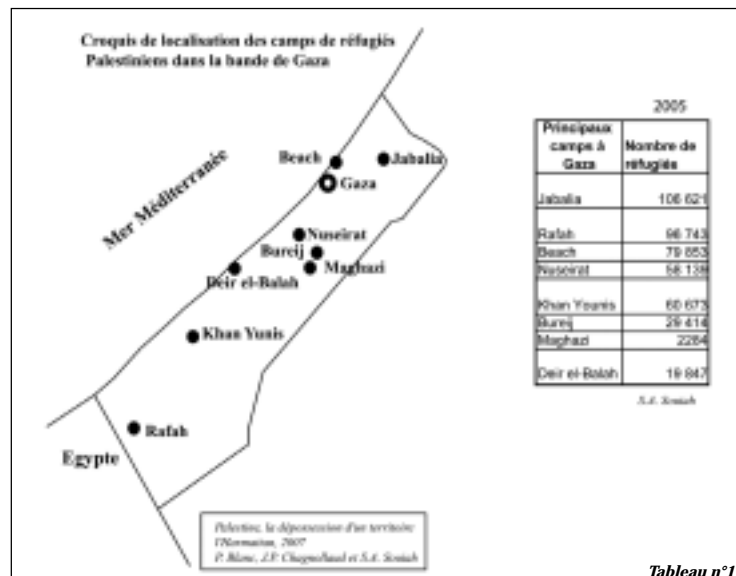 Croquis de localisation des camps de réfugiés
Palestiniens dans la bande de Gaza
Mer Méditerranée
Beach
Jabalia
Gaza
Nuseirat
Bureij
Maghazi
Deir el-Balah
Khan Yunis
Rafah
Egypte
2005
Principaux camps à Gaza Nombre de réfugiés
Jabalia 106 621
Rafah 96 743
Beach 79 853
Nuseirat 56 139
Khan Younis 60 673
Bureij 29 414
Maghazi 2284
Deir el-Balah 19 847
S.A. Souiah
Palestine, la dépossession d'un territoire
l'Harmattan, 2007
P. Blanc, J.P. Chagnollaud et S.A. Souiah
Tableau n°1